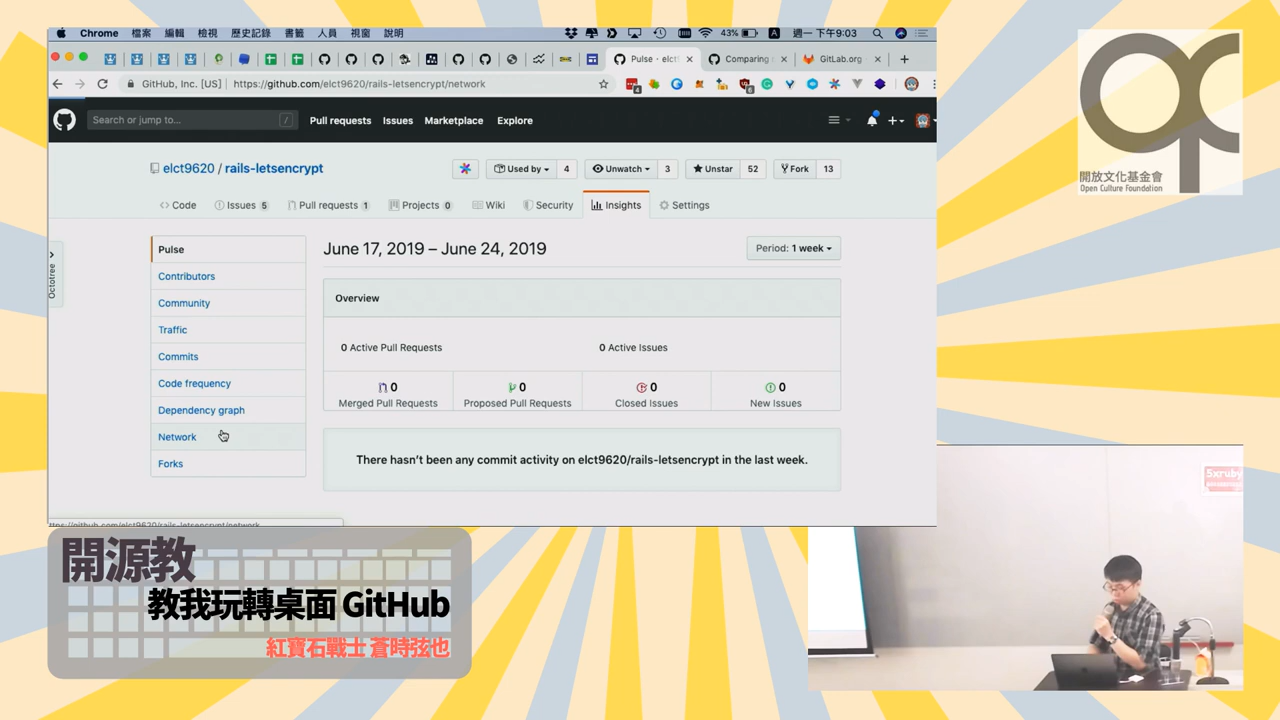 Chrome 檔案 編輯 檢視 歷史記錄 書籤 人員 視窗 說明 43% 週一 下午9:03
Pulse · elct Comparing GitLab.org
GitHub, Inc. [US] https://github.com/elct9620/rails-letsencrypt/network
Search or jump to... / Pull requests Issues Marketplace Explore
elct9620 / rails-letsencrypt Used by 4 Unwatch 3 Unstar 52 Fork 13
Code Issues 5 Pull requests 1 Projects 0 Wiki Security Insights Settings
Octotree
Pulse
Contributors
Community
Traffic
Commits
Code frequency
Dependency graph
Network
Forks
June 17, 2019 – June 24, 2019 Period: 1 week
Overview
0 Active Pull Requests 0 Active Issues
0 0 0 0
Merged Pull Requests Proposed Pull Requests Closed Issues New Issues
There hasn't been any commit activity on elct9620/rails-letsencrypt in the last week.
ttps://github.com/elct9620/rails-letsencrypt/network
開放文化基金會
Open Culture Foundation
5xruby
開源教
教我玩轉桌面 GitHub
紅寶石戰士 蒼時弦也